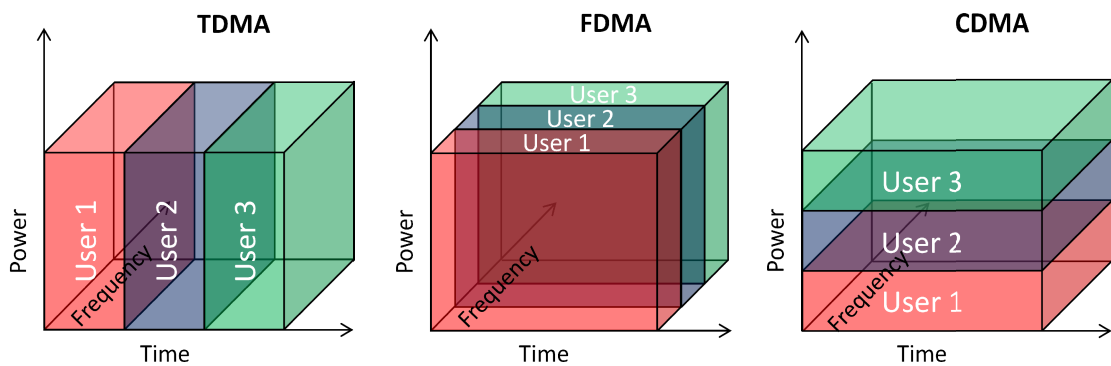 TDMA
Power
User 1
User 2
User 3
Frequency
Time
FDMA
Power
User 3
User 2
User 1
Frequency
Time
CDMA
Power
User 3
User 2
User 1
Frequency
Time